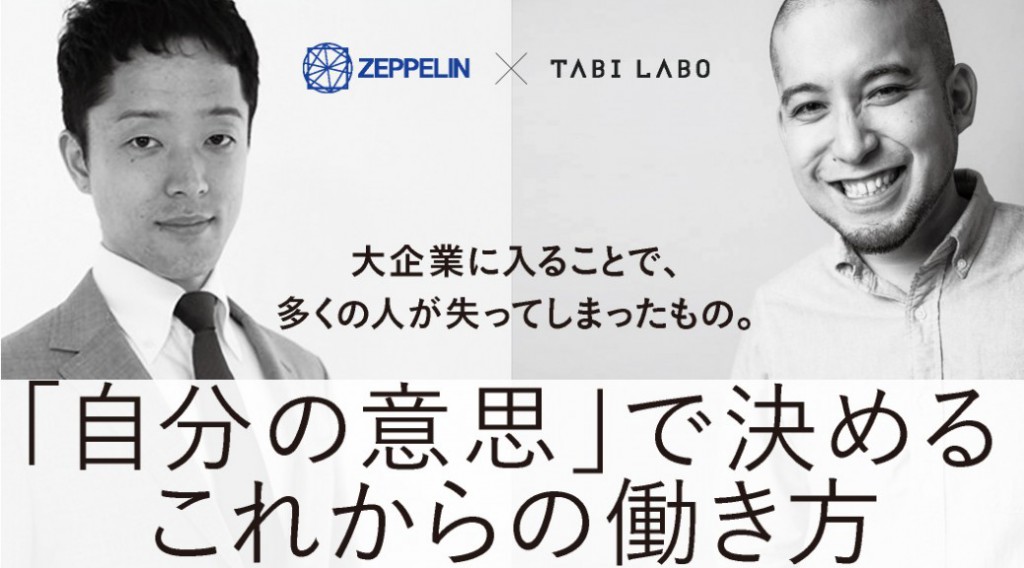 ZEPPELIN × TABI LABO
大企業に入ることで、
多くの人が失ってしまったもの。
「自分の意思」で決める
これからの働き方